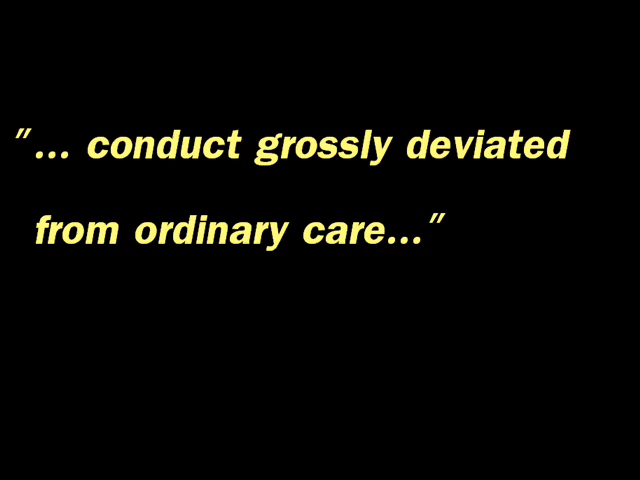 "... conduct grossly deviated
from ordinary care..."